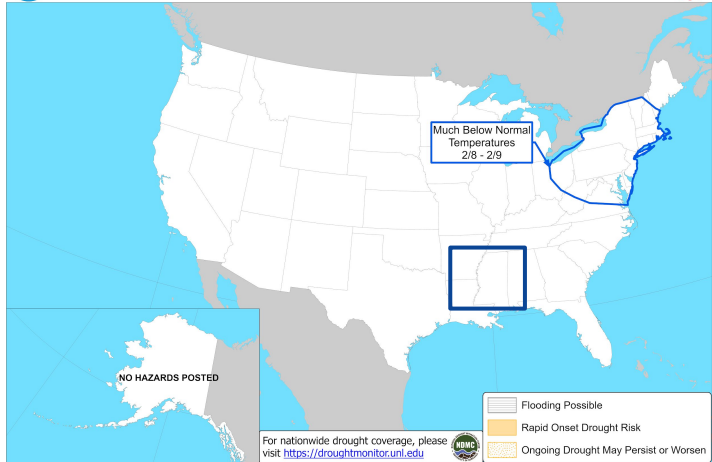 Much Below Normal
Temperatures
2/8 - 2/9
NO HAZARDS POSTED
For nationwide drought coverage, please
visit https://droughtmonitor.unl.edu
NDMC
Flooding Possible
Rapid Onset Drought Risk
Ongoing Drought May Persist or Worsen